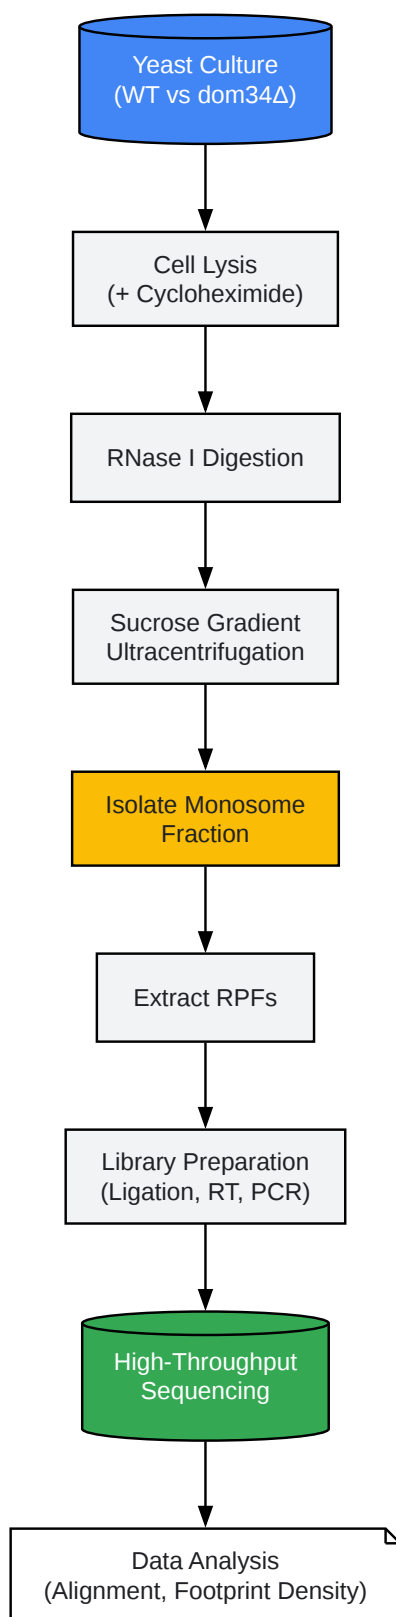 Yeast Culture
(WT vs dom34Δ)
Cell Lysis
(+ Cycloheximide)
RNase I Digestion
Sucrose Gradient
Ultracentrifugation
Isolate Monosome
Fraction
Extract RPFs
Library Preparation
(Ligation, RT, PCR)
High-Throughput
Sequencing
Data Analysis
(Alignment, Footprint Density)